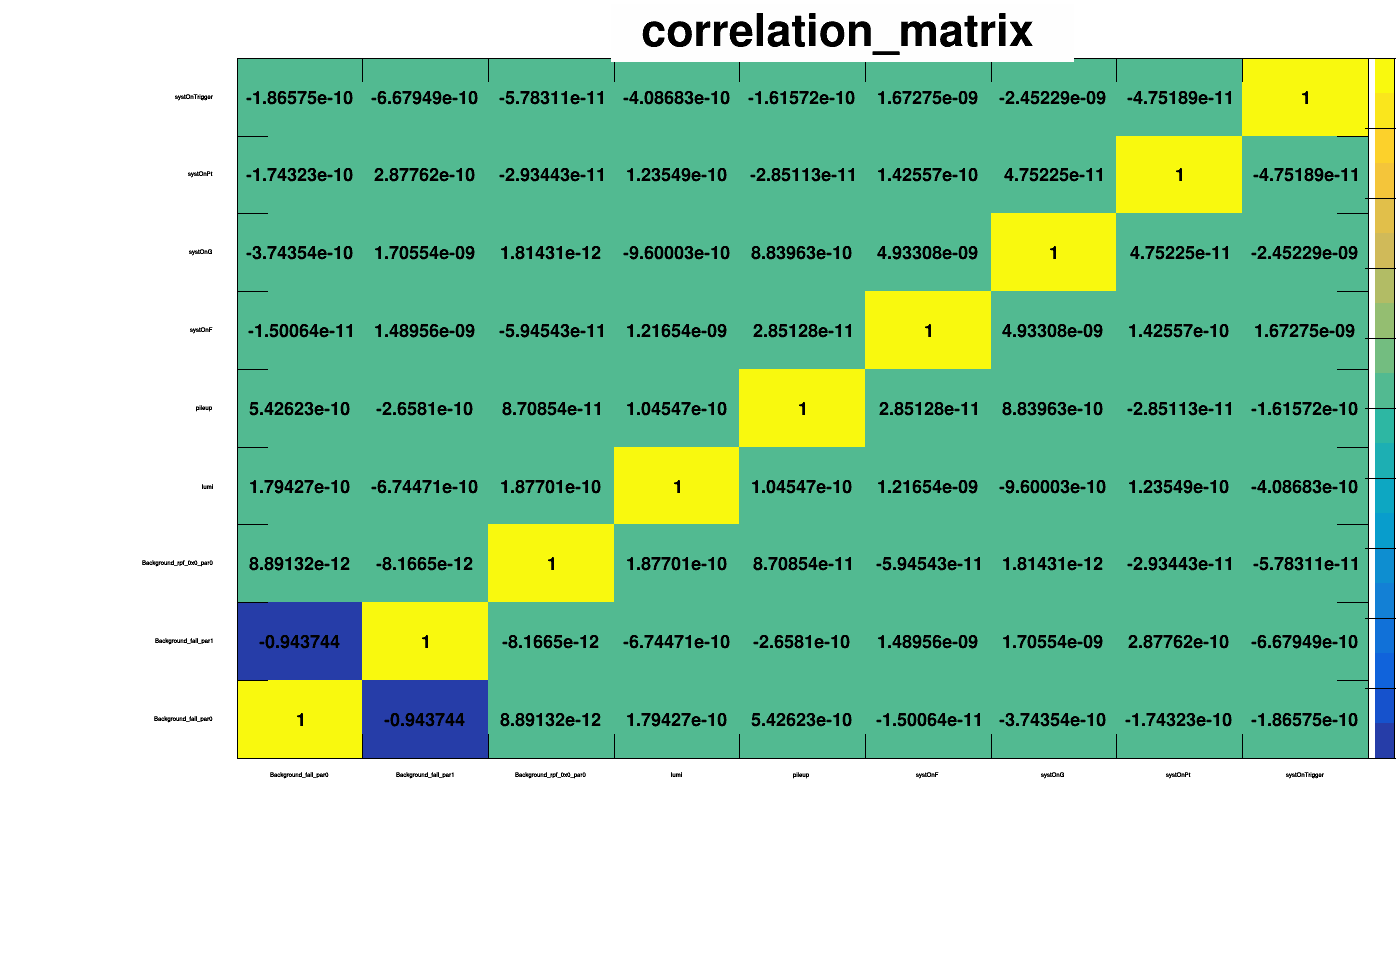 correlation_matrix
systOnTrigger -1.86575e-10 -6.67949e-10 -5.78311e-11 -4.08683e-10 -1.61572e-10 1.67275e-09 -2.45229e-09 -4.75189e-11 1
systOnPt -1.74323e-10 2.87762e-10 -2.93443e-11 1.23549e-10 -2.85113e-11 1.42557e-10 4.75225e-11 1 -4.75189e-11
systOnG -3.74354e-10 1.70554e-09 1.81431e-12 -9.60003e-10 8.83963e-10 4.93308e-09 1 4.75225e-11 -2.45229e-09
systOnF -1.50064e-11 1.48956e-09 -5.94543e-11 1.21654e-09 2.85128e-11 1 4.93308e-09 1.42557e-10 1.67275e-09
pileup 5.42623e-10 -2.6581e-10 8.70854e-11 1.04547e-10 1 2.85128e-11 8.83963e-10 -2.85113e-11 -1.61572e-10
lumi 1.79427e-10 -6.74471e-10 1.87701e-10 1 1.04547e-10 1.21654e-09 -9.60003e-10 1.23549e-10 -4.08683e-10
Background_rpf_0x0_par0 8.89132e-12 -8.1665e-12 1 1.87701e-10 8.70854e-11 -5.94543e-11 1.81431e-12 -2.93443e-11 -5.78311e-11
Background_fail_par1 -0.943744 1 -8.1665e-12 -6.74471e-10 -2.6581e-10 1.48956e-09 1.70554e-09 2.87762e-10 -6.67949e-10
Background_fail_par0 1 -0.943744 8.89132e-12 1.79427e-10 5.42623e-10 -1.50064e-11 -3.74354e-10 -1.74323e-10 -1.86575e-10
Background_fail_par0 Background_fail_par1 Background_rpf_0x0_par0 lumi pileup systOnF systOnG systOnPt systOnTrigger